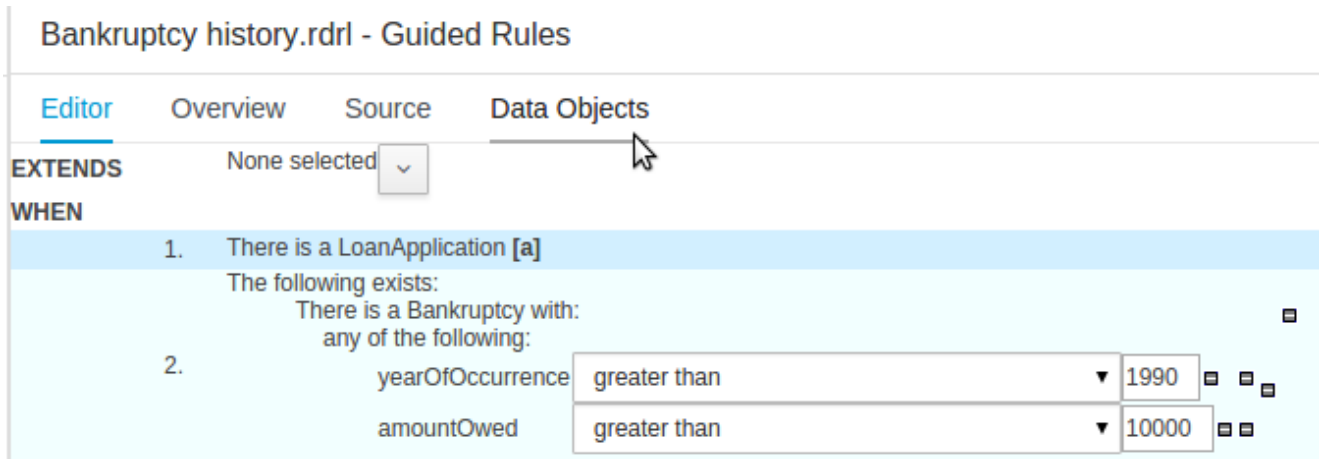 Bankruptcy history.rdrl - Guided Rules
Editor Overview Source Data Objects
EXTENDS None selected
WHEN
1. There is a LoanApplication [a]
The following exists:
There is a Bankruptcy with:
any of the following:
2.
yearOfOccurrence greater than 1990
amountOwed greater than 10000